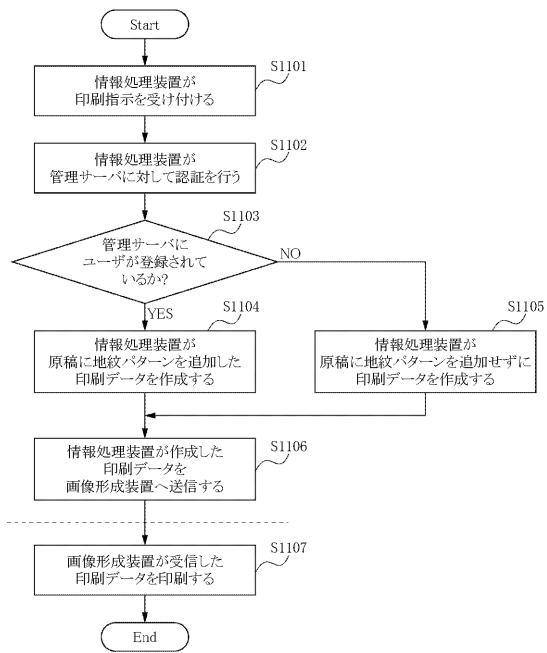 Start
S1101
情報処理装置が
印刷指示を受け付ける
S1102
情報処理装置が
管理サーバに対して認証を行う
S1103
管理サーバに
ユーザが登録されて
いるか?
NO
YES
S1104
情報処理装置が
原稿に地紋パターンを追加した
印刷データを作成する
S1105
情報処理装置が
原稿に地紋パターンを追加せずに
印刷データを作成する
S1106
情報処理装置が作成した
印刷データを
画像形成装置へ送信する
S1107
画像形成装置が受信した
印刷データを印刷する
End